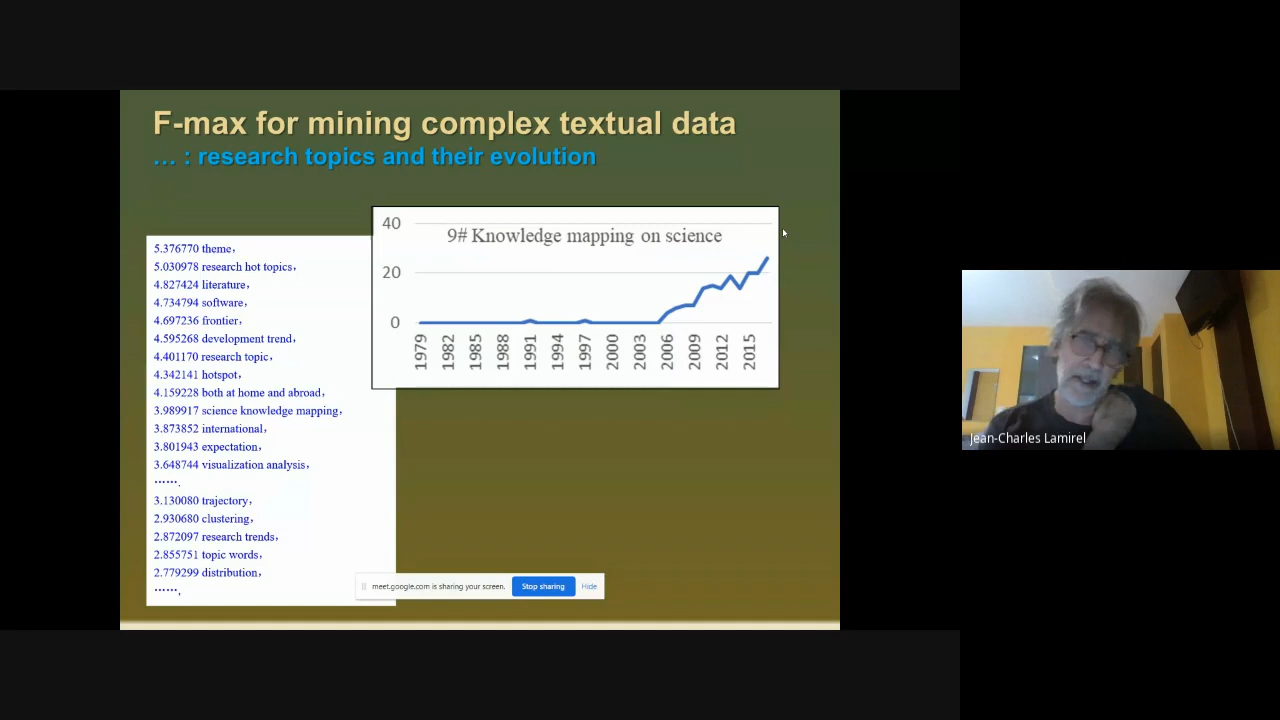 F-max for mining complex textual data
... : research topics and their evolution
5.376770 theme,
5.030978 research hot topics,
4.827424 literature,
4.734794 software,
4.697236 frontier,
4.595268 development trend,
4.401170 research topic,
4.342141 hotspot,
4.159228 both at home and abroad,
3.989917 science knowledge mapping,
3.873852 international,
3.801943 expectation,
3.648744 visualization analysis,
…….
3.130080 trajectory,
2.930680 clustering,
2.872097 research trends,
2.855751 topic words,
2.779299 distribution,
…….
9# Knowledge mapping on science
40
20
0
1979 1982 1985 1988 1991 1994 1997 2000 2003 2006 2009 2012 2015
meet.google.com is sharing your screen. Stop sharing Hide
Jean-Charles Lamirel